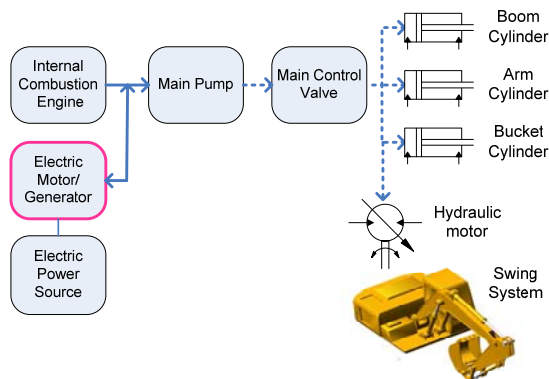 Internal
Combustion
Engine
Main Pump
Main Control
Valve
Boom
Cylinder
Arm
Cylinder
Bucket
Cylinder
Electric
Motor/
Generator
Electric
Power
Source
Hydraulic
motor
Swing
System